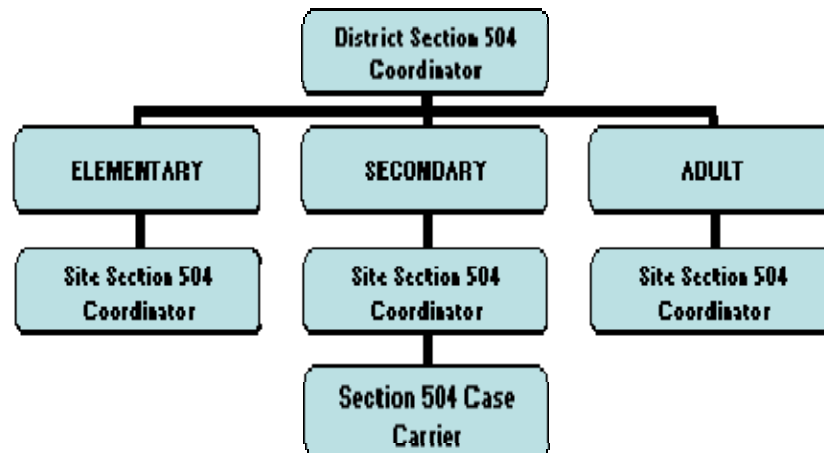 District Section 504
Coordinator
ELEMENTARY
SECONDARY
ADULT
Site Section 504
Coordinator
Site Section 504
Coordinator
Site Section 504
Coordinator
Section 504 Case
Carrier